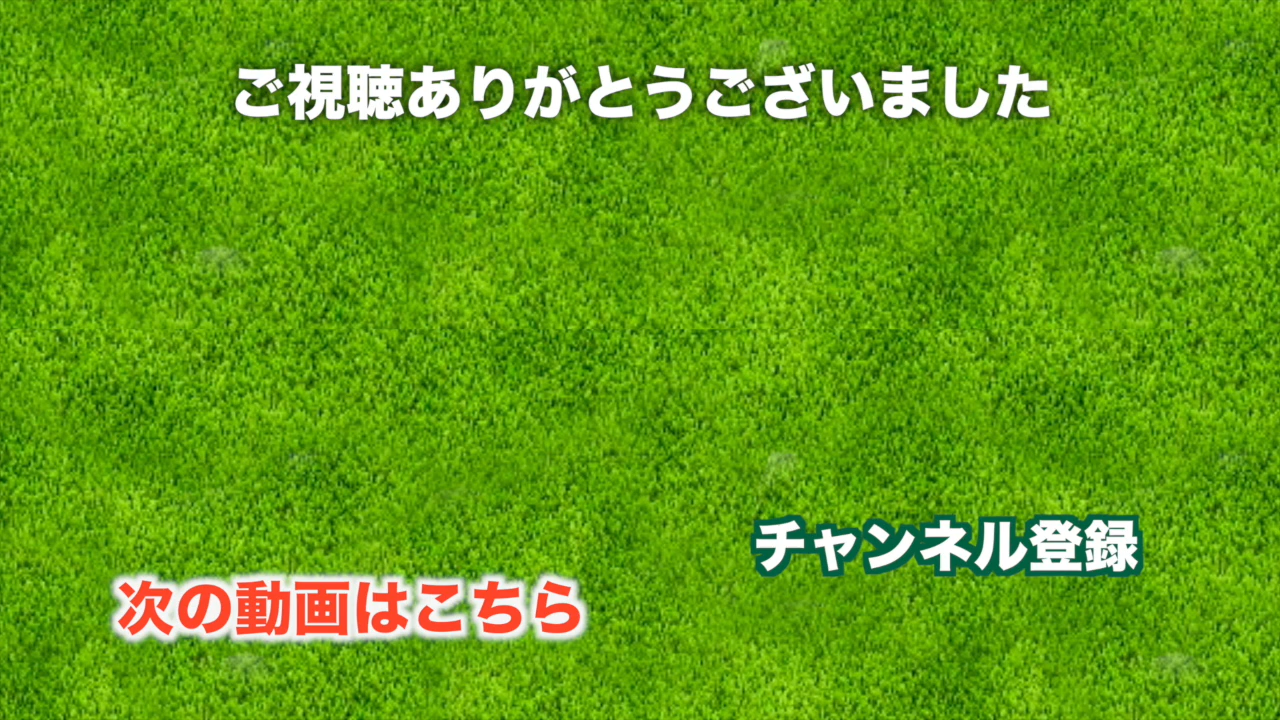 ご視聴ありがとうございました
チャンネル登録
次の動画はこちら